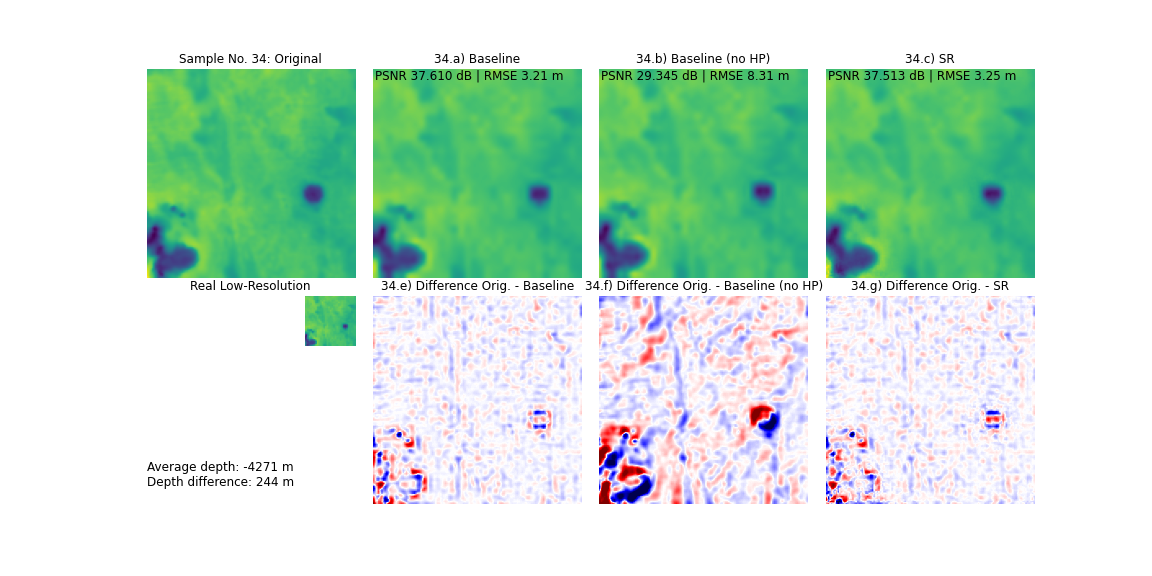 Sample No. 34: Original
34.a) Baseline
34.b) Baseline (no HP)
34.c) SR
PSNR 37.610 dB | RMSE 3.21 m
PSNR 29.345 dB | RMSE 8.31 m
PSNR 37.513 dB | RMSE 3.25 m
Real Low-Resolution
34.e) Difference Orig. - Baseline
34.f) Difference Orig. - Baseline (no HP)
34.g) Difference Orig. - SR
Average depth: -4271 m
Depth difference: 244 m